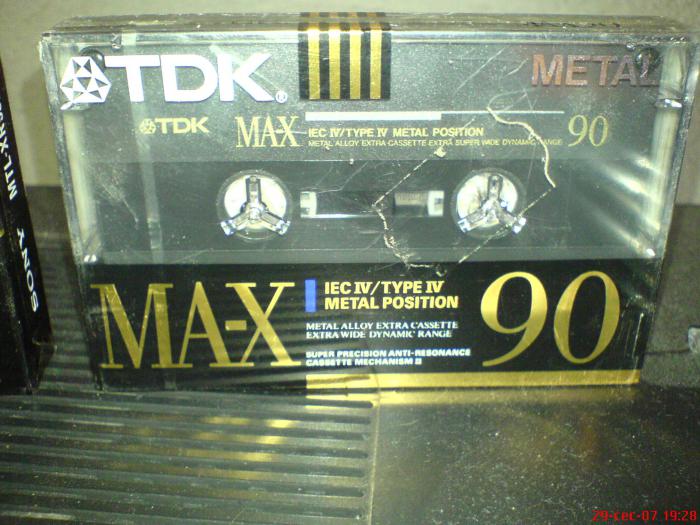 TDK®
METAL
TDK MAX IEC IV/TYPE IV METAL POSITION 90
METAL ALLOY EXTRA CASSETTE EXTRA SUPER WIDE DYNAMIC RANGE
MA-X IEC IV/TYPE IV 90
METAL POSITION
METAL ALLOY EXTRA CASSETTE
EXTRA WIDE DYNAMIC RANGE
SUPER PRECISION ANTI-RESONANCE
CASSETTE MECHANISM II
SONY
29-сес-07 19:28